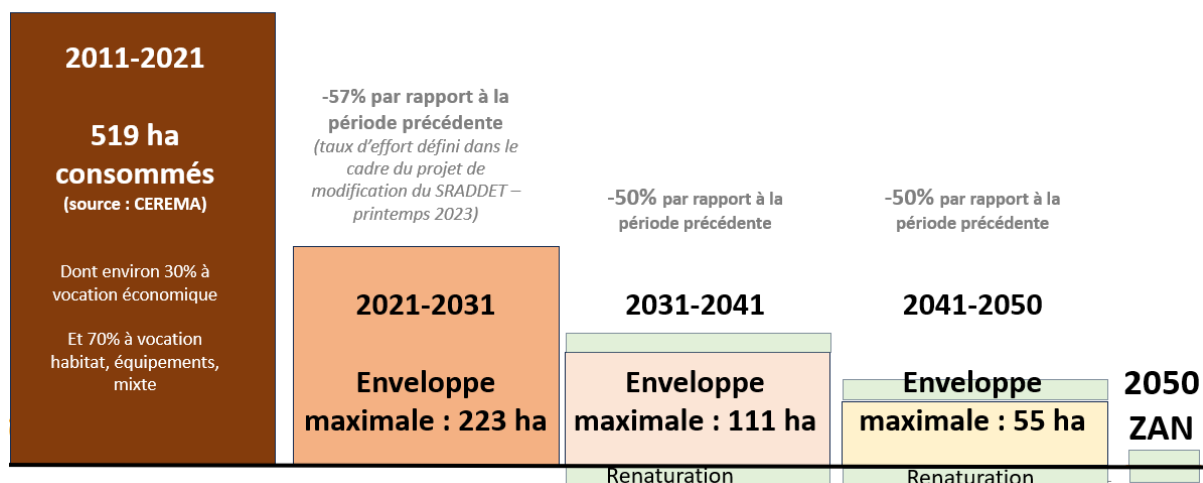 2011-2021
519 ha
consommés
(source : CEREMA)
Dont environ 30% à
vocation économique
Et 70% à vocation
habitat, équipements,
mixte
-57% par rapport à la
période précédente
(taux d’effort défini dans le
cadre du projet de
modification du SRADDET –
printemps 2023)
2021-2031
Enveloppe
maximale : 223 ha
-50% par rapport à la
période précédente
2031-2041
Enveloppe
maximale : 111 ha
Renaturation
-50% par rapport à la
période précédente
2041-2050
Enveloppe
maximale : 55 ha
Renaturation
2050
ZAN